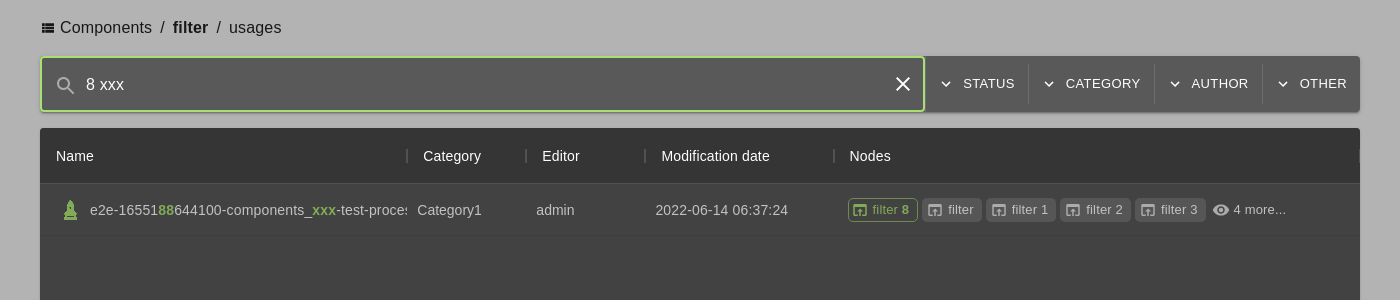 Components / filter / usages
8 xxx STATUS CATEGORY AUTHOR OTHER
Name Category Editor Modification date Nodes
e2e-1655188644100-components_xxx-test-proces Category1 admin 2022-06-14 06:37:24 filter 8 filter filter 1 filter 2 filter 3 4 more...